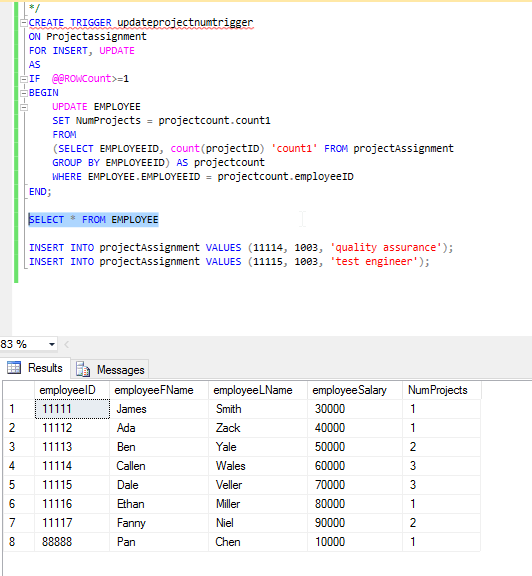 */
CREATE TRIGGER updateprojectnumtrigger
ON Projectassignment
FOR INSERT, UPDATE
AS
IF  @@ROWCount>=1
BEGIN
UPDATE EMPLOYEE
SET NumProjects = projectcount.count1
FROM
(SELECT EMPLOYEEID, count(projectID) 'count1' FROM projectAssignment
GROUP BY EMPLOYEEID) AS projectcount
WHERE EMPLOYEE.EMPLOYEEID = projectcount.employeeID
END;
SELECT * FROM EMPLOYEE
INSERT INTO projectAssignment VALUES (11114, 1003, 'quality assurance');
INSERT INTO projectAssignment VALUES (11115, 1003, 'test engineer');
83 %
Results Messages
employeeID employeeFName employeeLName employeeSalary NumProjects
1 11111 James Smith 30000 1
2 11112 Ada Zack 40000 1
3 11113 Ben Yale 50000 2
4 11114 Callen Wales 60000 3
5 11115 Dale Veller 70000 3
6 11116 Ethan Miller 80000 1
7 11117 Fanny Niel 90000 2
8 88888 Pan Chen 10000 1